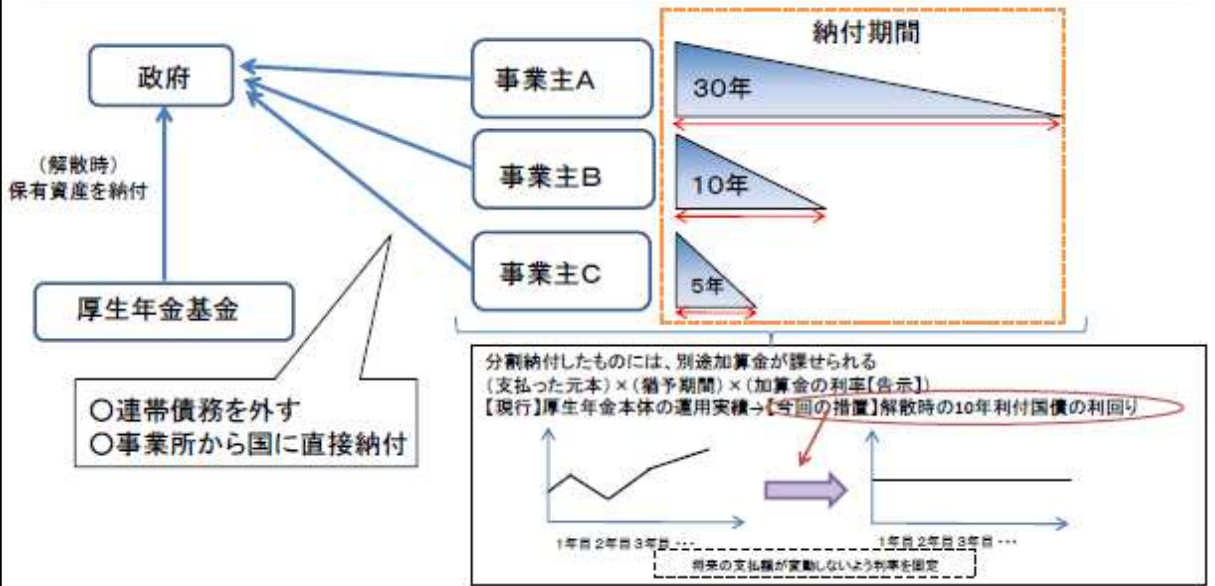 納付期間
政府
事業主A
30年
(解散時)
保有資産を納付
事業主B
10年
事業主C
5年
厚生年金基金
○連帯債務を外す
○事業所から国に直接納付
分割納付したものには、別途加算金が課せられる
(支払った元本)×(猶予期間)×(加算金の利率【告示】)
【現行】厚生年金本体の運用実績→【今回の措置】解散時の10年利付国債の利回り
1年目 2年目 3年目 ・・・
1年目 2年目 3年目 ・・・
将来の支払額が変動しないよう利率を固定